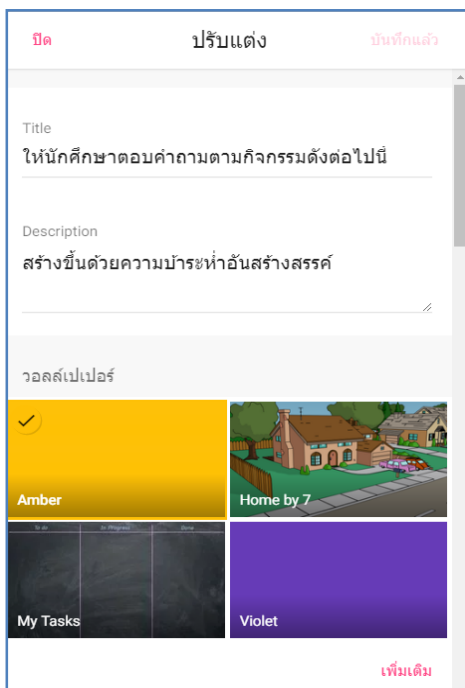 ปิด ปรับแต่ง บันทึกแล้ว
Title
ให้นักศึกษาตอบคำถามตามกิจกรรมดังต่อไปนี้
Description
สร้างขึ้นด้วยความบ้าระห่ำอันสร้างสรรค์
วอลล์เปเปอร์
Amber
Home by 7
To do In Progress Done
My Tasks
Violet
เพิ่มเติม